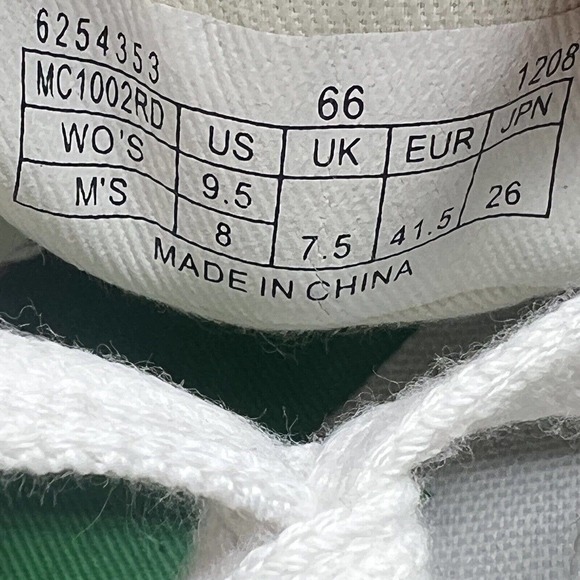 6254353 66 1208
MC1002RD US UK EUR JPN
WO'S 9.5 7.5 41.5 26
M'S 8
MADE IN CHINA